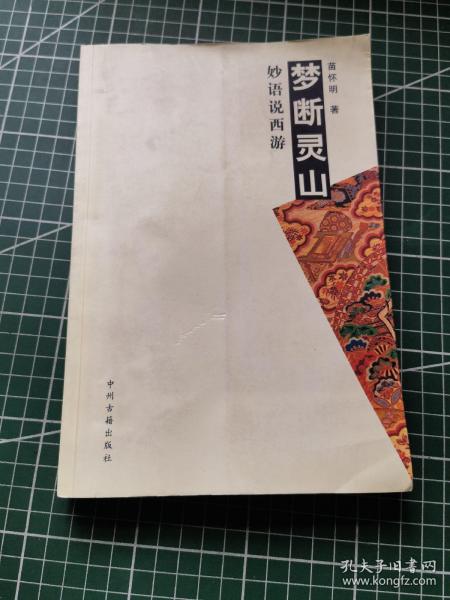 苗怀明 著
梦断灵山
妙语说西游
中州古籍出版社
孔夫子旧书网
www.kongfz.com